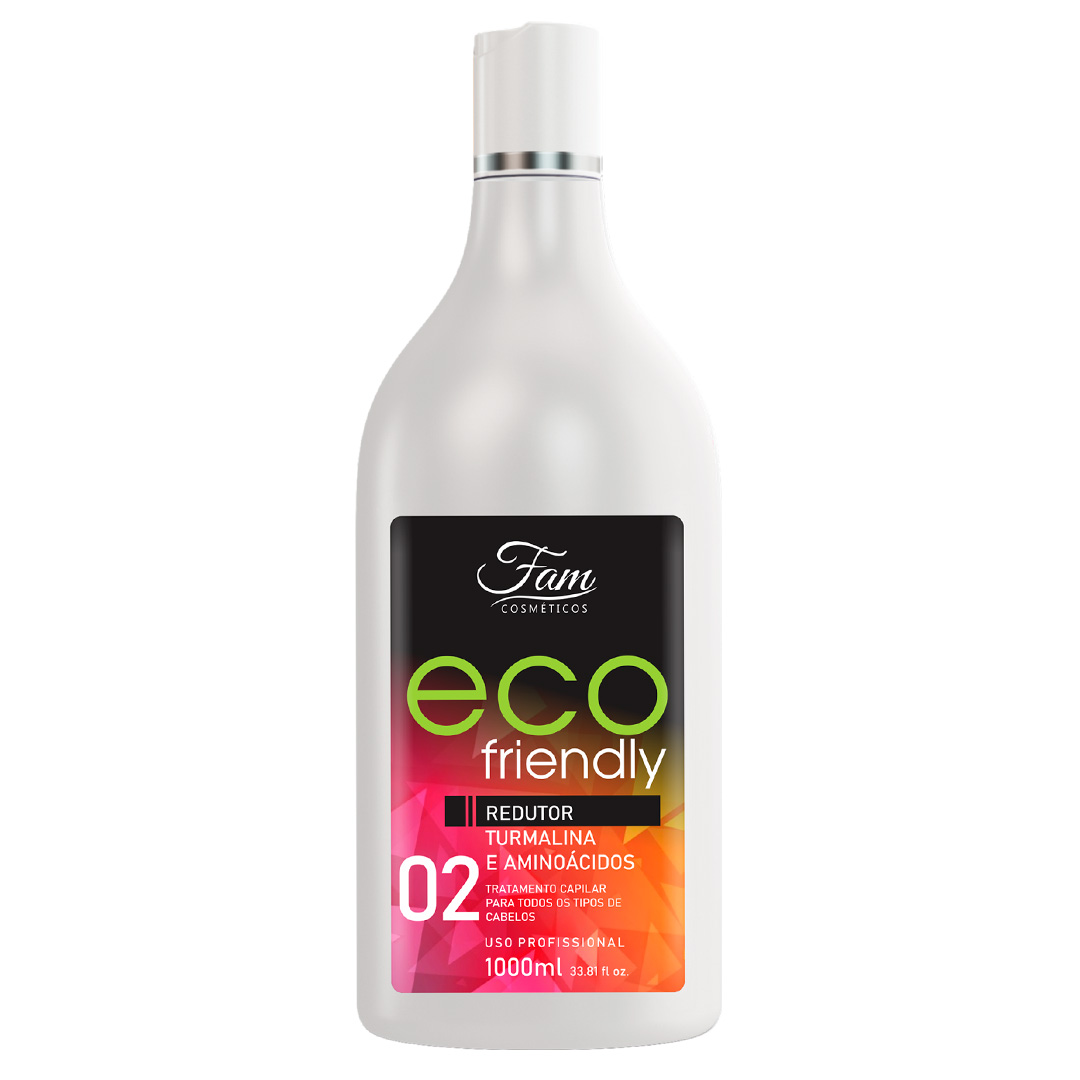 Fam
COSMÉTICOS
eco
friendly
REDUTOR
TURMALINA
E AMINOÁCIDOS
02
TRATAMENTO CAPILAR
PARA TODOS OS TIPOS DE
CABELOS
USO PROFISSIONAL
1000ml 33.81 fl oz.